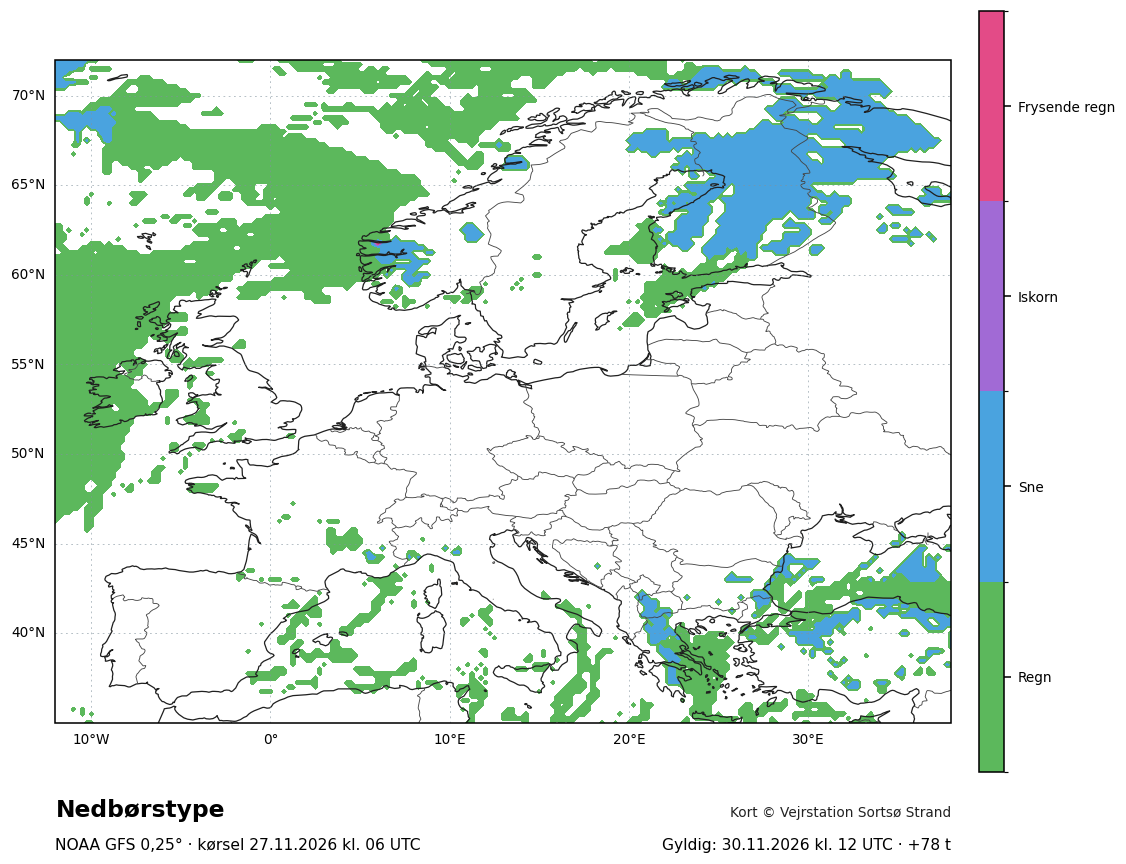 Frysende regn
Iskorn
Sne
Regn
70°N
65°N
60°N
55°N
50°N
45°N
40°N
10°W
0°
10°E
20°E
30°E
Nedbørstype
Kort © Vejrstation Sortsø Strand
NOAA GFS 0,25° · kørsel 27.11.2026 kl. 06 UTC
Gyldig: 30.11.2026 kl. 12 UTC · +78 t